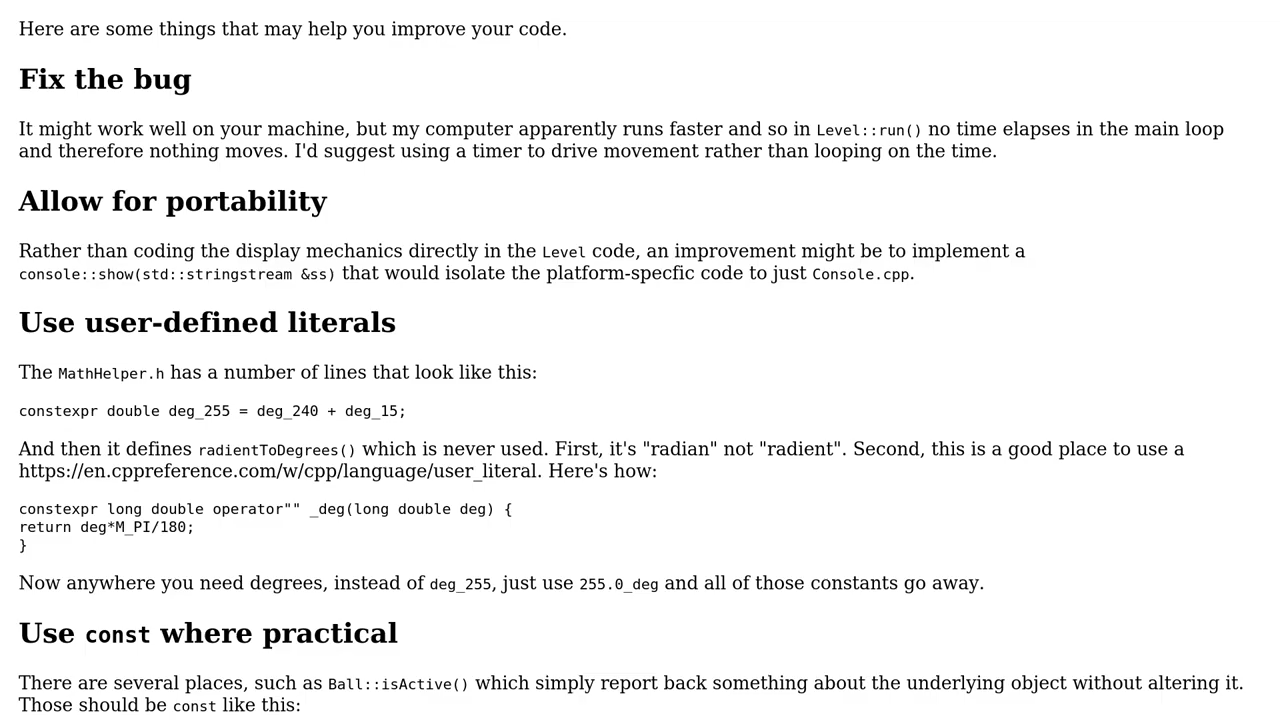 Here are some things that may help you improve your code.
Fix the bug
It might work well on your machine, but my computer apparently runs faster and so in Level::run() no time elapses in the main loop
and therefore nothing moves. I'd suggest using a timer to drive movement rather than looping on the time.
Allow for portability
Rather than coding the display mechanics directly in the Level code, an improvement might be to implement a
console::show(std::stringstream &ss) that would isolate the platform-specfic code to just Console.cpp.
Use user-defined literals
The MathHelper.h has a number of lines that look like this:
constexpr double deg_255 = deg_240 + deg_15;
And then it defines radientToDegrees() which is never used. First, it's "radian" not "radient". Second, this is a good place to use a
https://en.cppreference.com/w/cpp/language/user_literal. Here's how:
constexpr long double operator"" _deg(long double deg) {
return deg*M_PI/180;
}
Now anywhere you need degrees, instead of deg_255, just use 255.0_deg and all of those constants go away.
Use const where practical
There are several places, such as Ball::isActive() which simply report back something about the underlying object without altering it.
Those should be const like this: